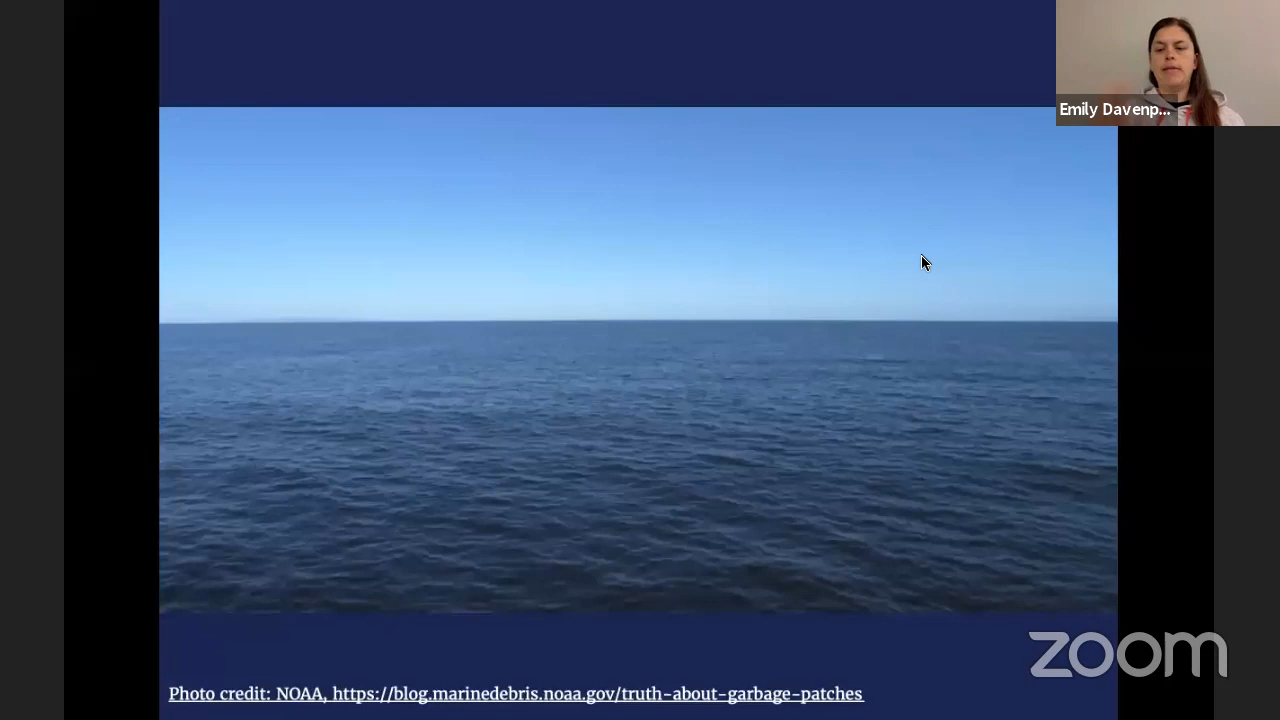 Emily Davenp...
zoom
Photo credit: NOAA, https://blog.marinedebris.noaa.gov/truth-about-garbage-patches